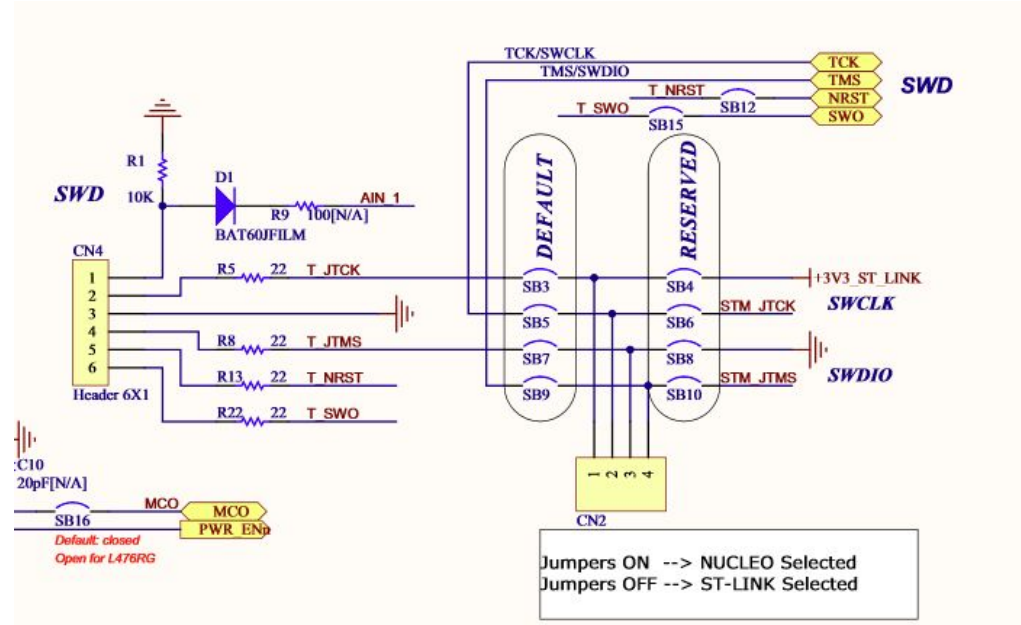 TCK/SWCLK
TCK
TMS/SWDIO
TMS
SWD
T_NRST
NRST
SB12
T_SWO
SWO
SB15
R1
10K
SWD
D1
AIN_1
R9
100[N/A]
BAT60JFILM
DEFAULT
RESERVED
CN4
1
2
3
4
5
6
Header 6X1
R5
22
T_JTCK
SB3
SB4
+3V3_ST_LINK
SWCLK
SB5
SB6
STM_JTCK
R8
22
T_JTMS
SB7
SB8
SWDIO
R13
22
T_NRST
SB9
SB10
STM_JTMS
R22
22
T_SWO
C10
20pF[N/A]
1
2
3
4
CN2
MCO
MCO
SB16
PWR_ENn
Default: closed
Open for L476RG
Jumpers ON --> NUCLEO Selected
Jumpers OFF --> ST-LINK Selected